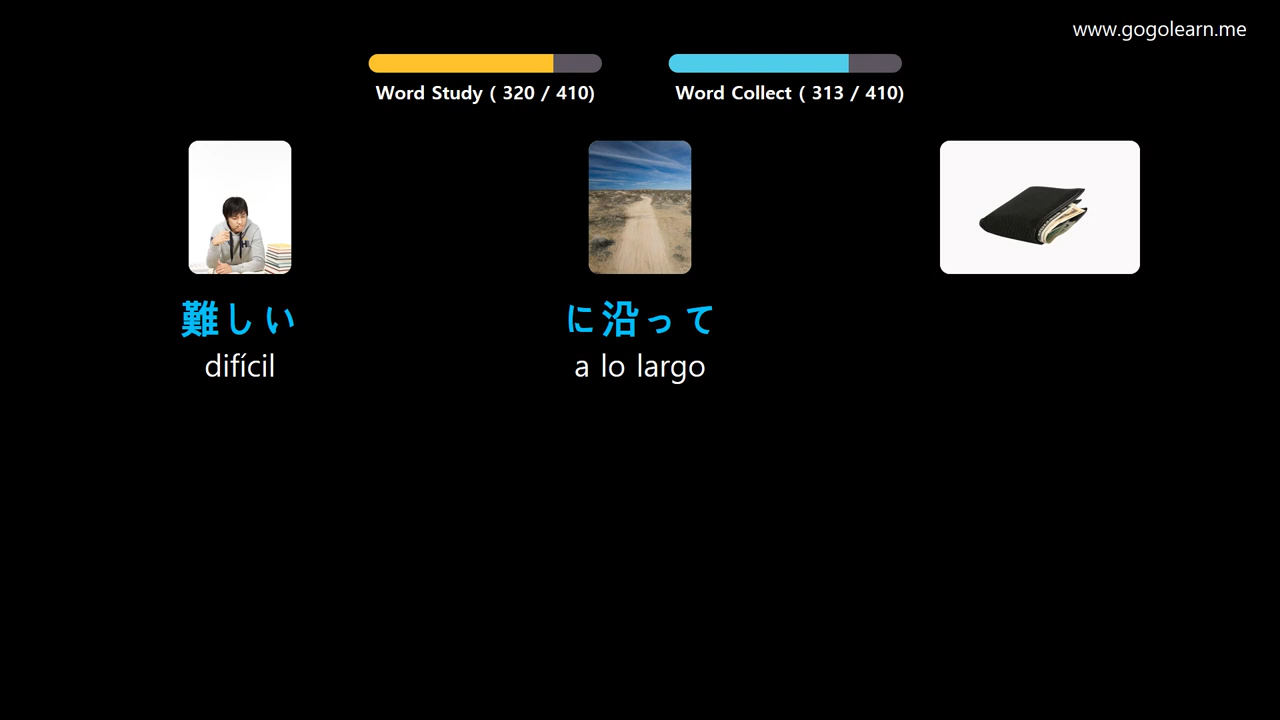 www.gogolearn.me
Word Study ( 320 / 410)
Word Collect ( 313 / 410)
難しい
difícil
に沿って
a lo largo